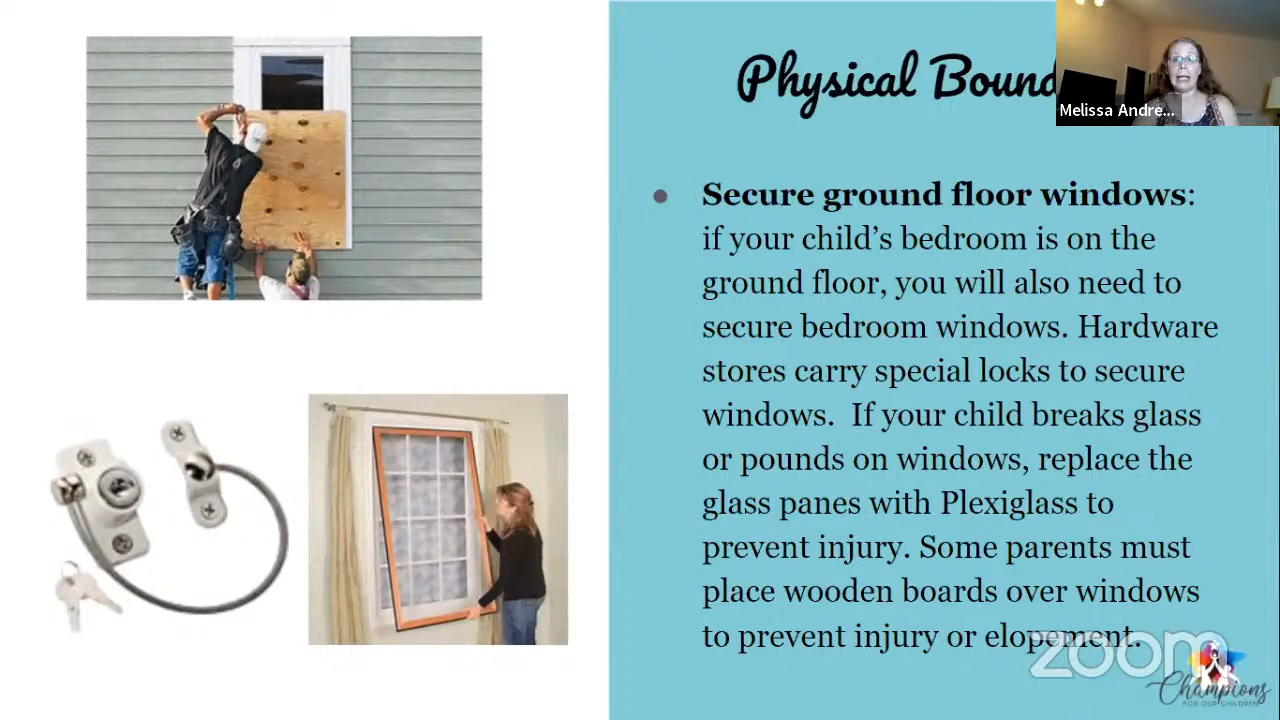 Physical Bound
Melissa Andre...
● Secure ground floor windows:
if your child’s bedroom is on the
ground floor, you will also need to
secure bedroom windows. Hardware
stores carry special locks to secure
windows.  If your child breaks glass
or pounds on windows, replace the
glass panes with Plexiglass to
prevent injury. Some parents must
place wooden boards over windows
to prevent injury or elopement.
zoom
Champions
FOR OUR CHILDREN